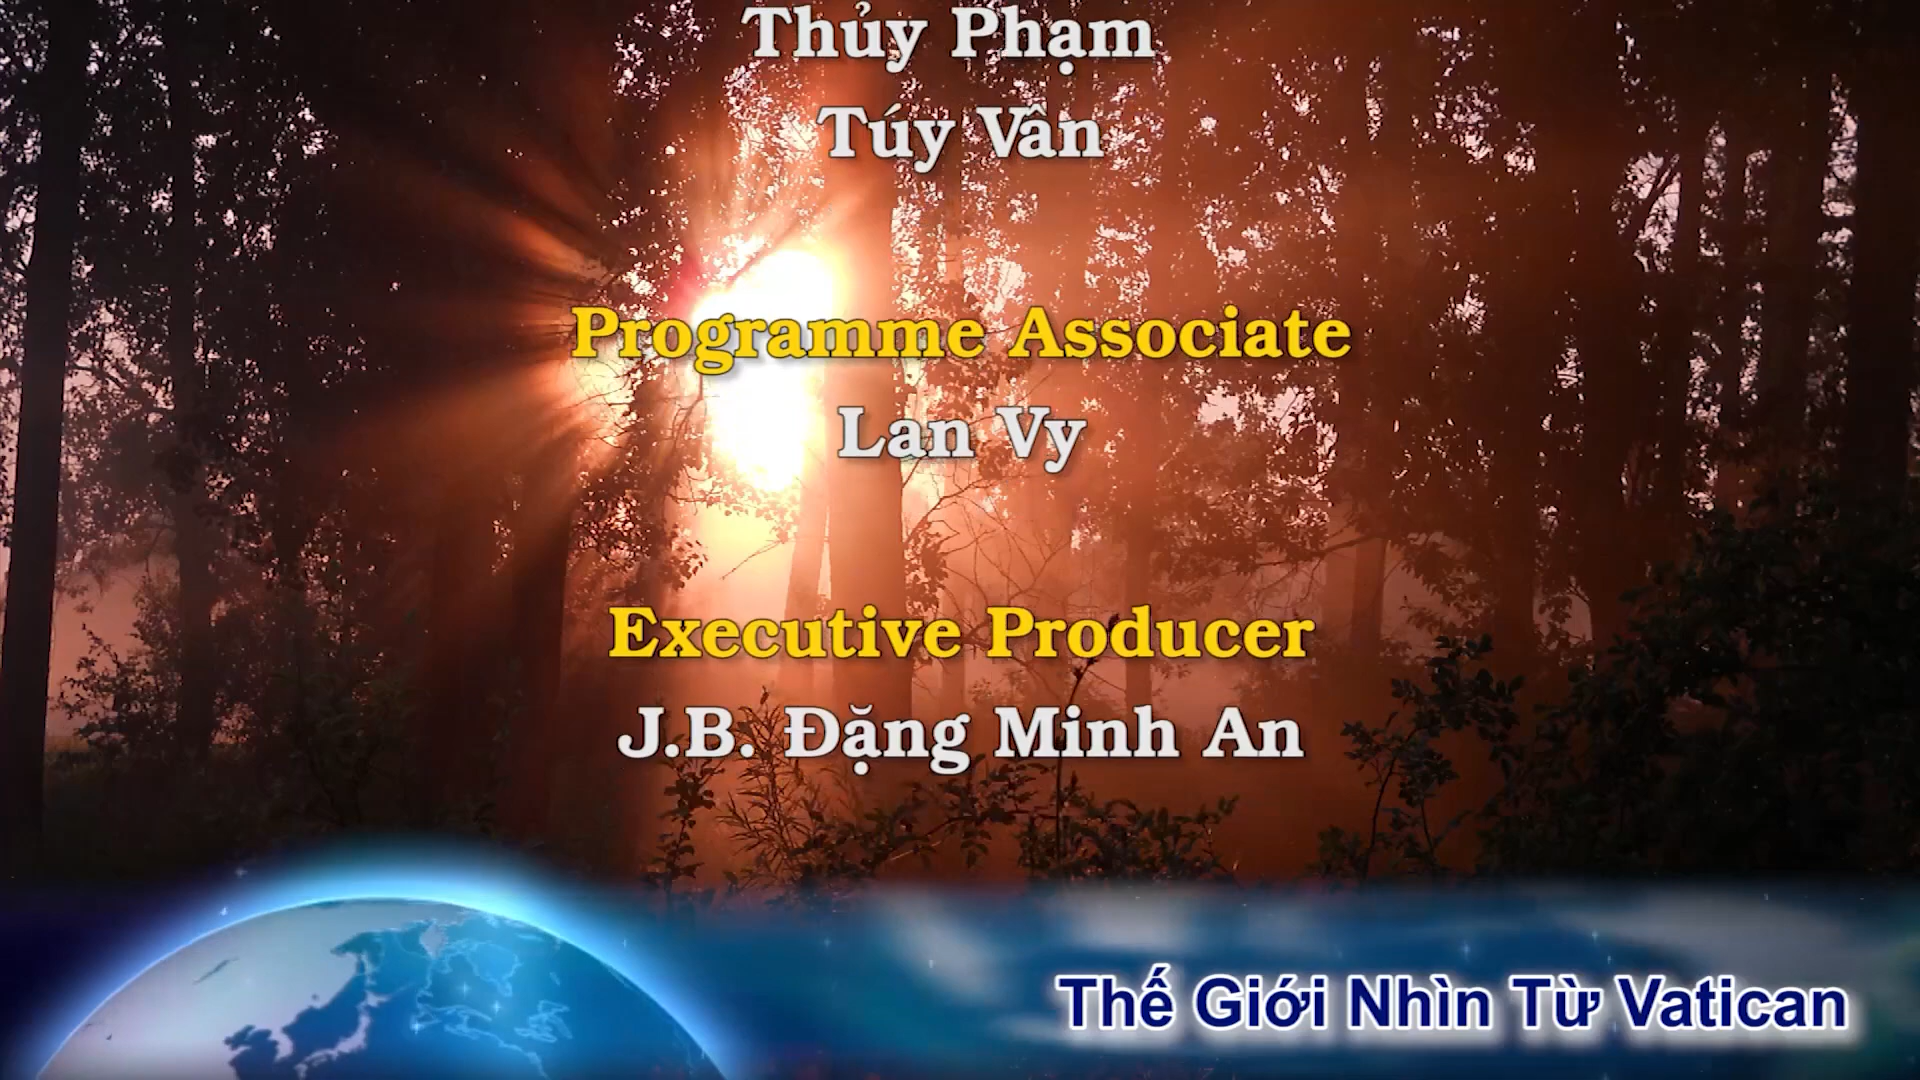 Thủy Phạm
Túy Vân
Programme Associate
Lan Vy
Executive Producer
J.B. Đặng Minh An
Thế Giới Nhìn Từ Vatican